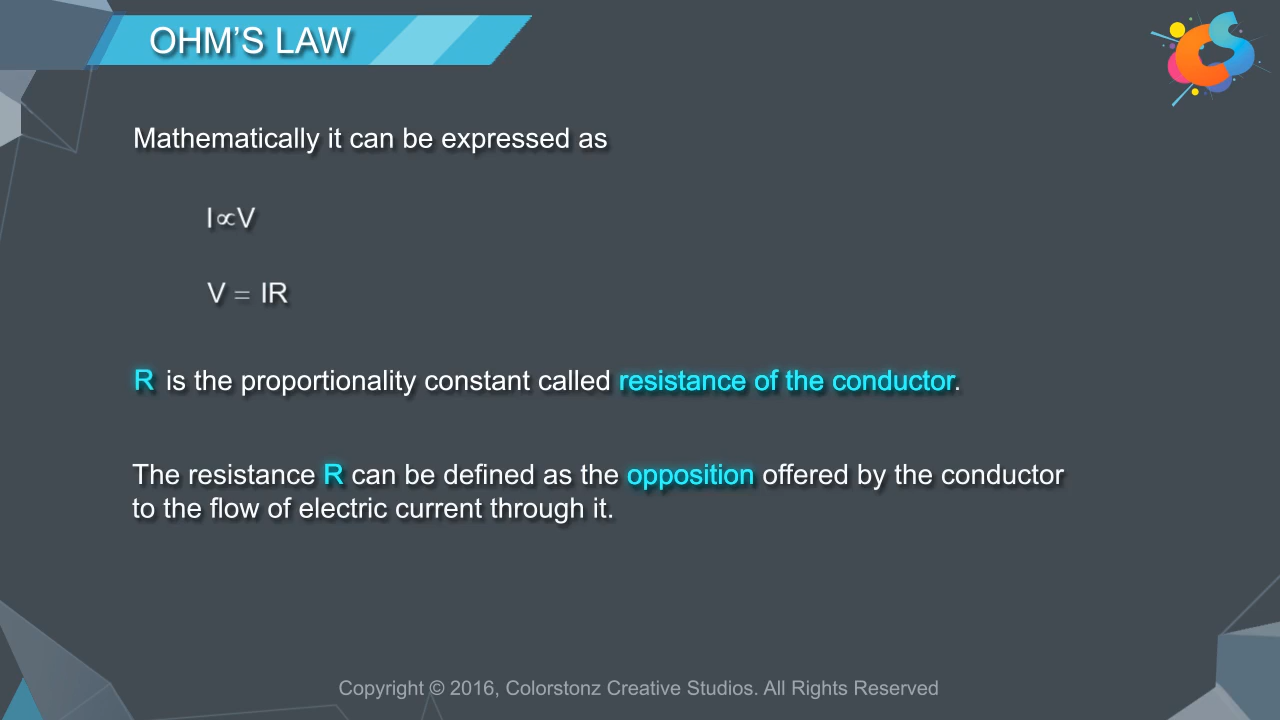 OHM’S LAW
Mathematically it can be expressed as
I∝V
V = IR
R is the proportionality constant called resistance of the conductor.
The resistance R can be defined as the opposition offered by the conductor
to the flow of electric current through it.
Copyright © 2016, Colorstonz Creative Studios. All Rights Reserved